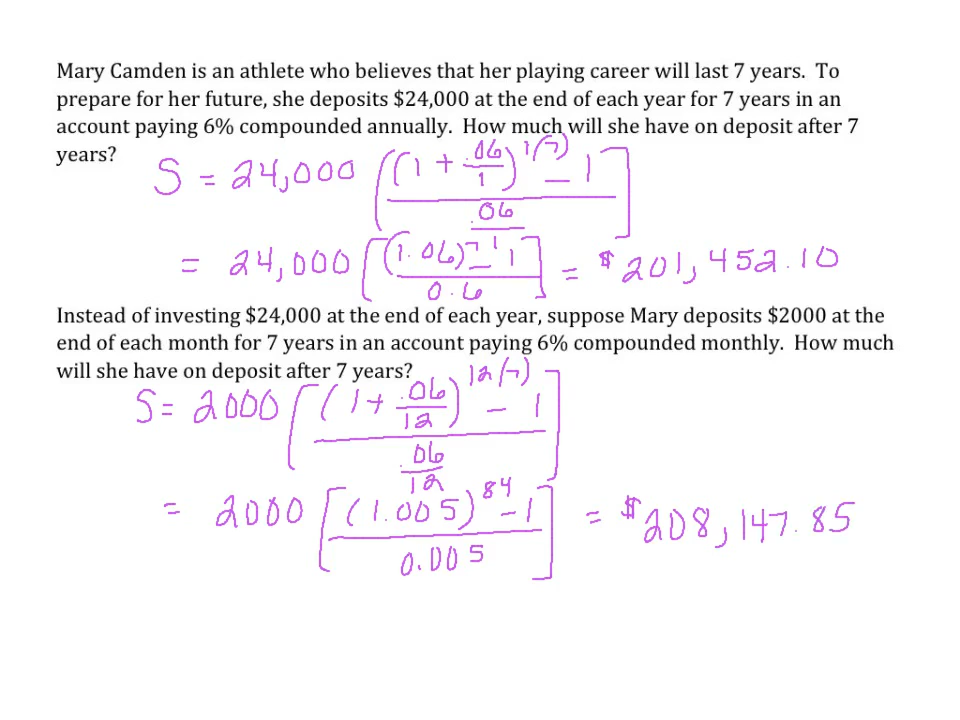 Mary Camden is an athlete who believes that her playing career will last 7 years. To
prepare for her future, she deposits $24,000 at the end of each year for 7 years in an
account paying 6% compounded annually. How much will she have on deposit after 7
years?
S = 24,000 [((1 + .06/1)^1(7) - 1)/.06]
= 24,000 [((1.06)^7 - 1)/0.6] = $201,452.10
Instead of investing $24,000 at the end of each year, suppose Mary deposits $2000 at the
end of each month for 7 years in an account paying 6% compounded monthly. How much
will she have on deposit after 7 years?
S = 2000 [((1 + .06/12)^12(7) - 1)/(.06/12)]
= 2000 [((1.005)^84 - 1)/0.005] = $208,147.85